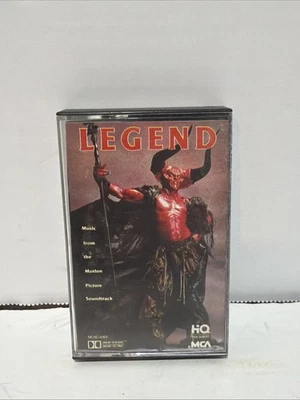 LEGEND
Music
from
the
Motion
Picture
Soundtrack
HQ
MCA